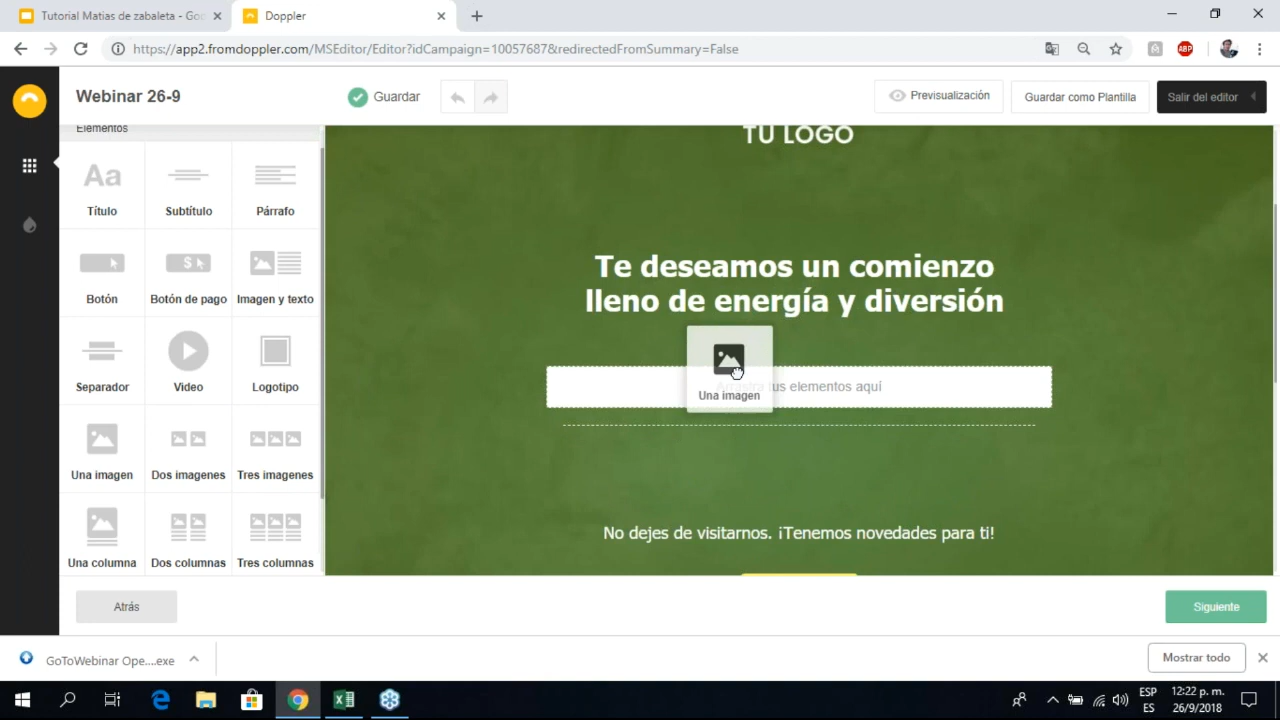 Tutorial Matias de zabaleta - Goo
Doppler
https://app2.fromdoppler.com/MSEditor/Editor?idCampaign=10057687&redirectedFromSummary=False
Webinar 26-9
Guardar
Previsualización
Guardar como Plantilla
Salir del editor
Elementos
TU LOGO
Aa
Título
Subtítulo
Párrafo
Te deseamos un comienzo
lleno de energía y diversión
$
Botón
Botón de pago
Imagen y texto
Arrastra tus elementos aquí
Una imagen
Separador
Video
Logotipo
Una imagen
Dos imagenes
Tres imagenes
No dejes de visitarnos. ¡Tenemos novedades para ti!
Una columna
Dos columnas
Tres columnas
Atrás
Siguiente
GoToWebinar Ope....exe
Mostrar todo
ABP
ESP
ES
12:22 p. m.
26/9/2018